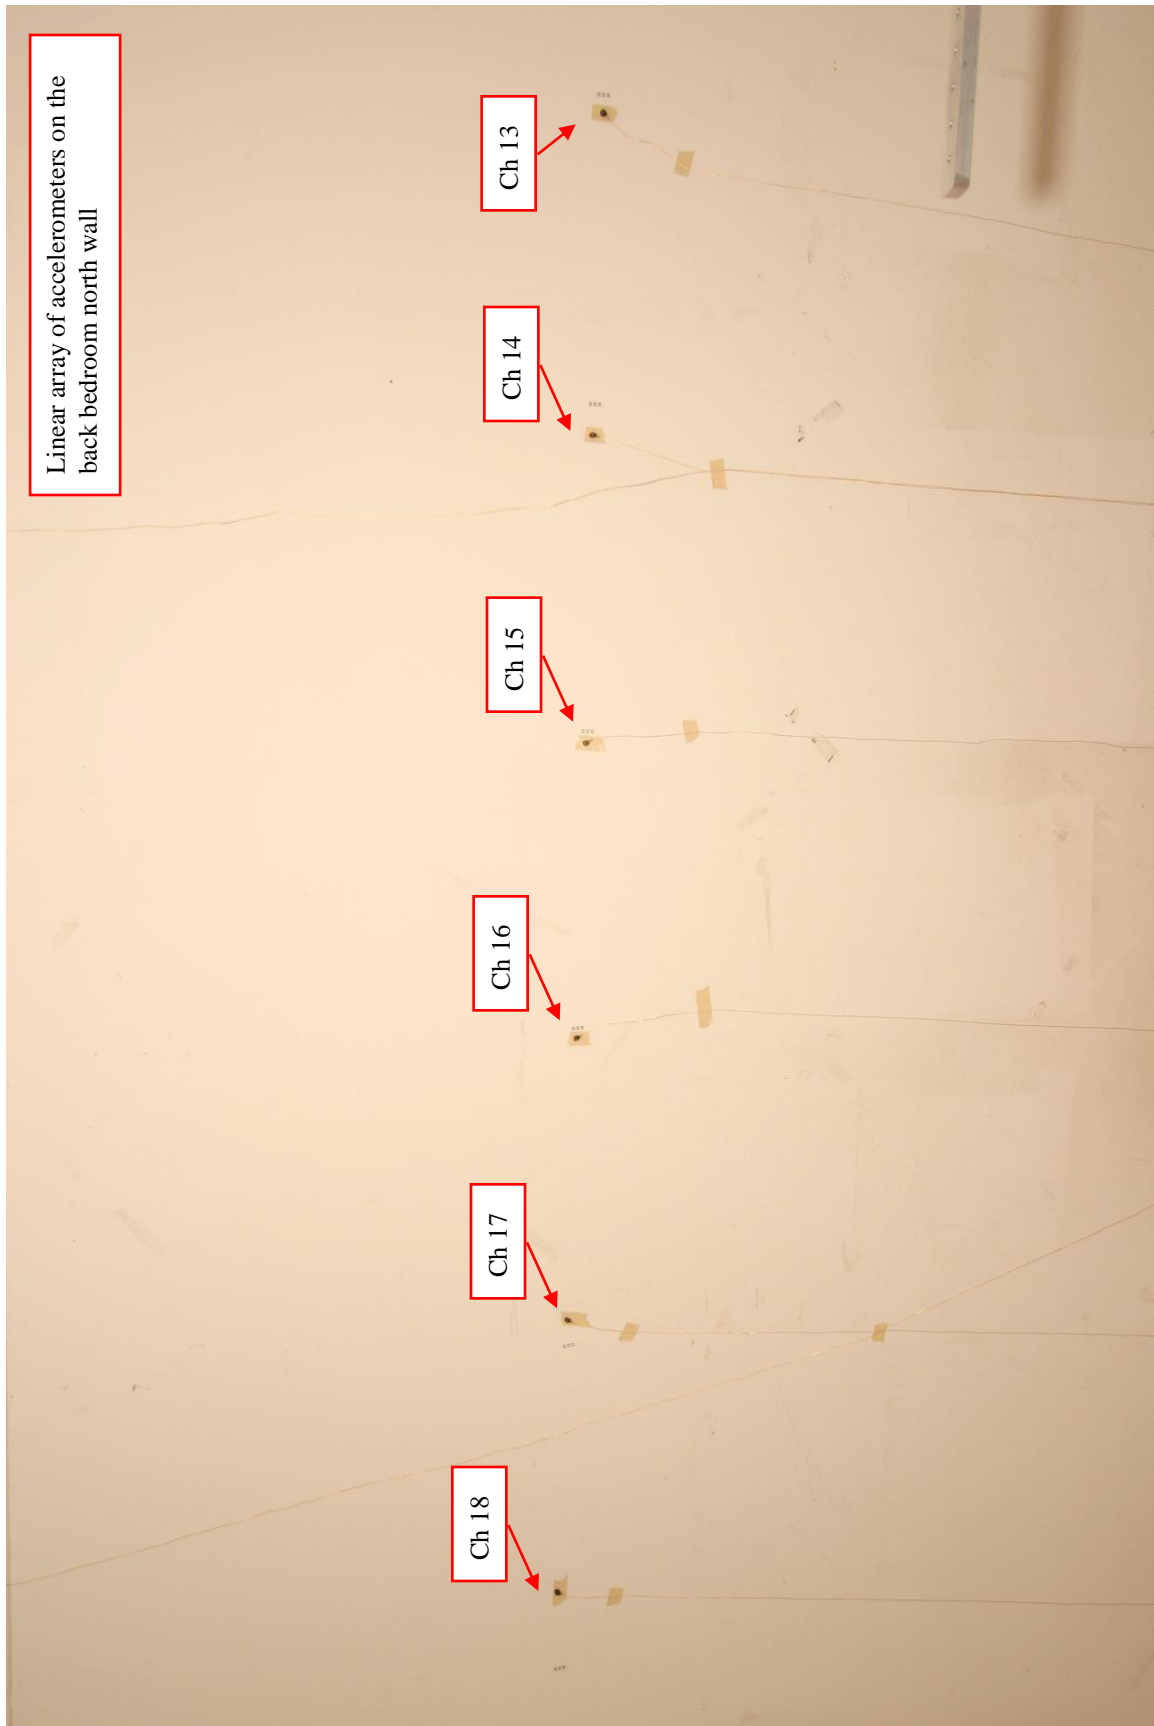 Linear array of accelerometers on the
back bedroom north wall
Ch 18
Ch 17
Ch 16
Ch 15
Ch 14
Ch 13